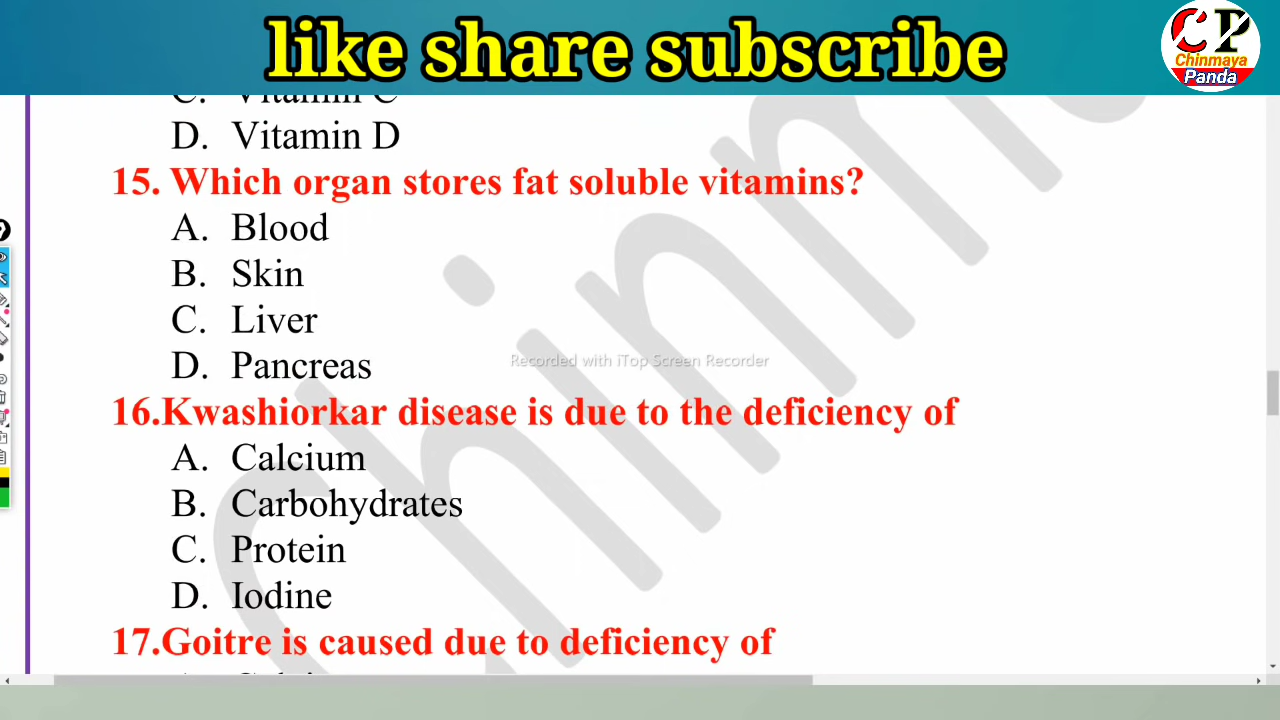 like share subscribe
CP
Chinmaya
Panda
C. Vitamin C
D. Vitamin D
15. Which organ stores fat soluble vitamins?
A. Blood
B. Skin
C. Liver
D. Pancreas
Recorded with iTop Screen Recorder
16.Kwashiorkar disease is due to the deficiency of
A. Calcium
B. Carbohydrates
C. Protein
D. Iodine
17.Goitre is caused due to deficiency of